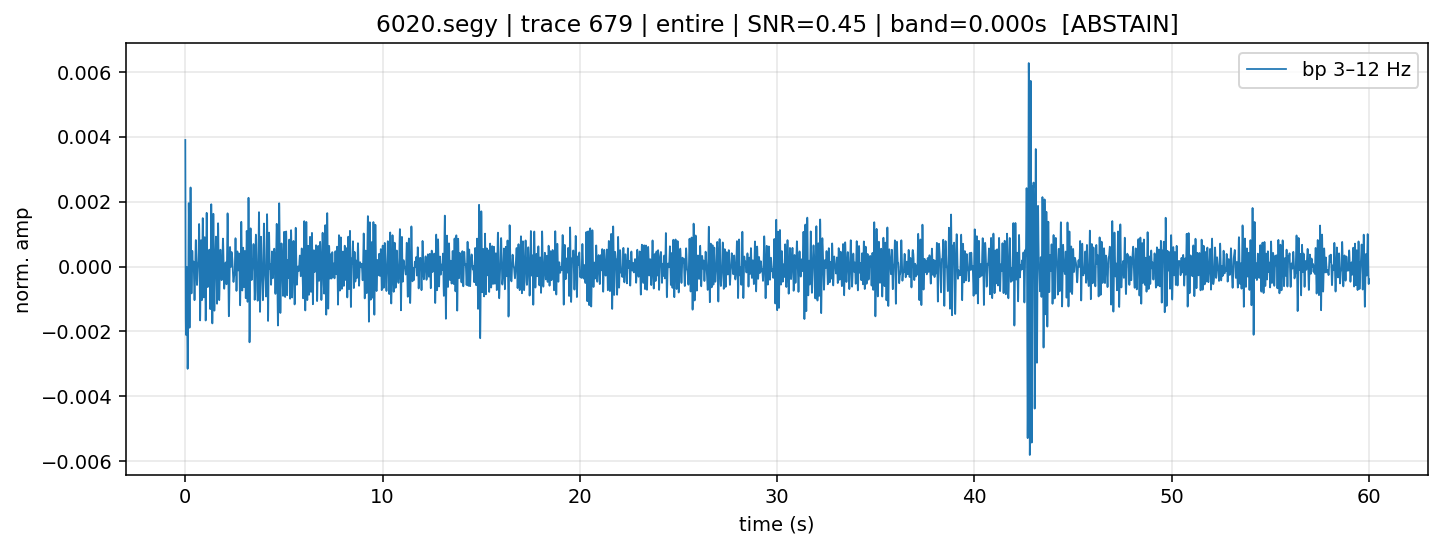 6020.segy | trace 679 | entire | SNR=0.45 | band=0.000s  [ABSTAIN]
bp 3–12 Hz
norm. amp
0.006
0.004
0.002
0.000
−0.002
−0.004
−0.006
0 10 20 30 40 50 60
time (s)